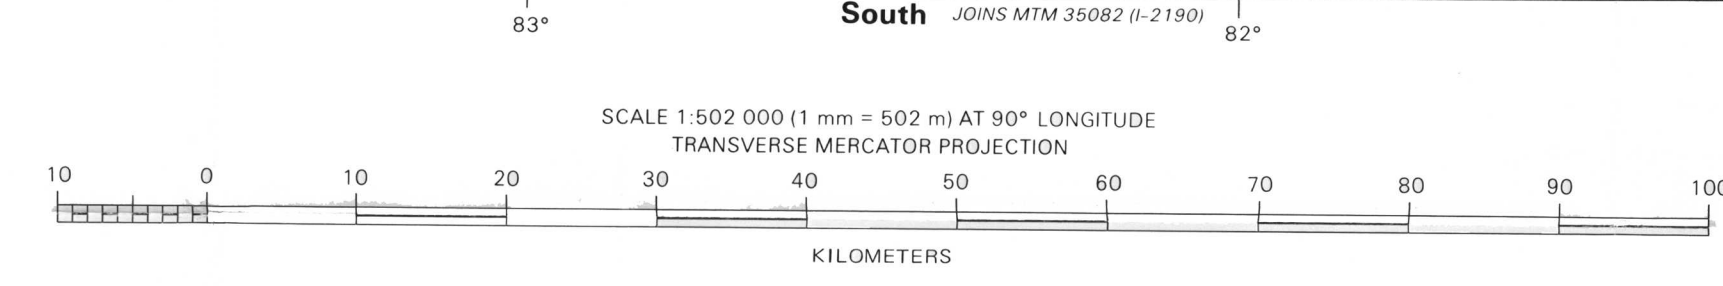 South JOINS MTM 35082 (I-2190)
83° 82°
SCALE 1:502 000 (1 mm = 502 m) AT 90° LONGITUDE
TRANSVERSE MERCATOR PROJECTION
10 0 10 20 30 40 50 60 70 80 90 100
KILOMETERS